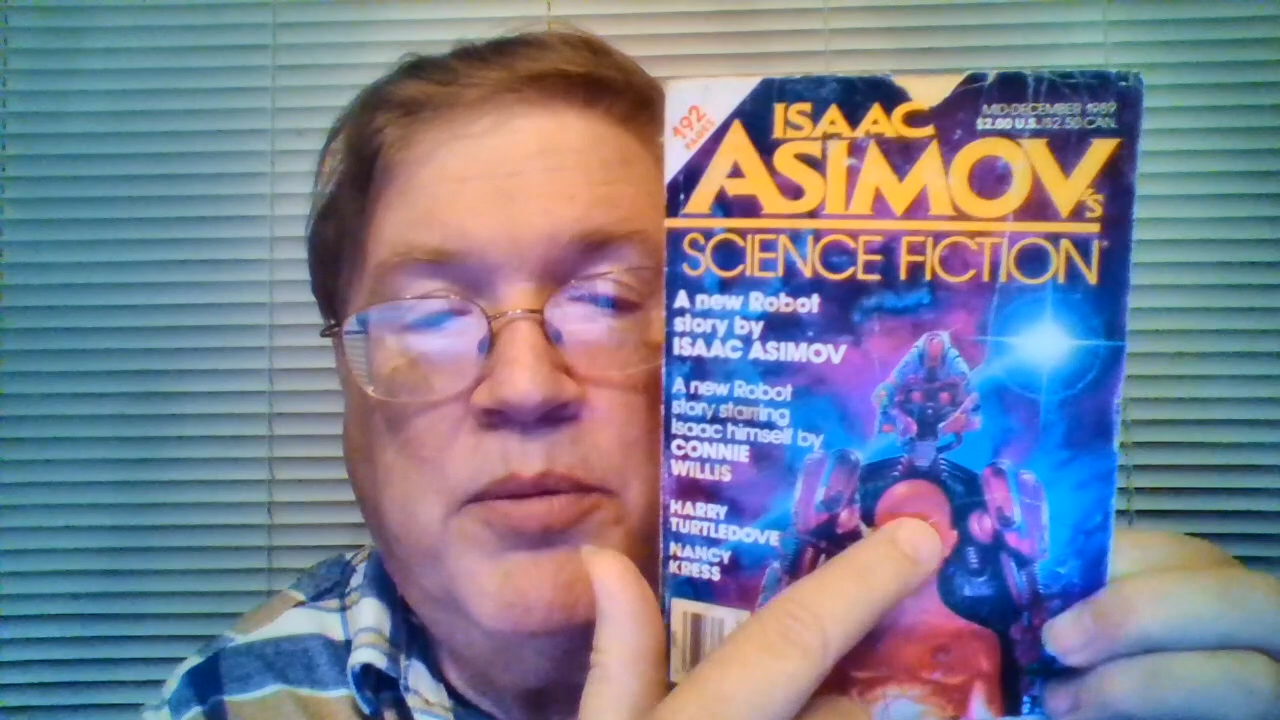 192
PAGES
ISAAC
ASIMOV'S
SCIENCE FICTION
MID-DECEMBER 1989
$2.00 U.S./$2.50 CAN.
A new Robot
story by
ISAAC ASIMOV
A new Robot
story starring
Isaac himself by
CONNIE
WILLIS
HARRY
TURTLEDOVE
NANCY
KRESS